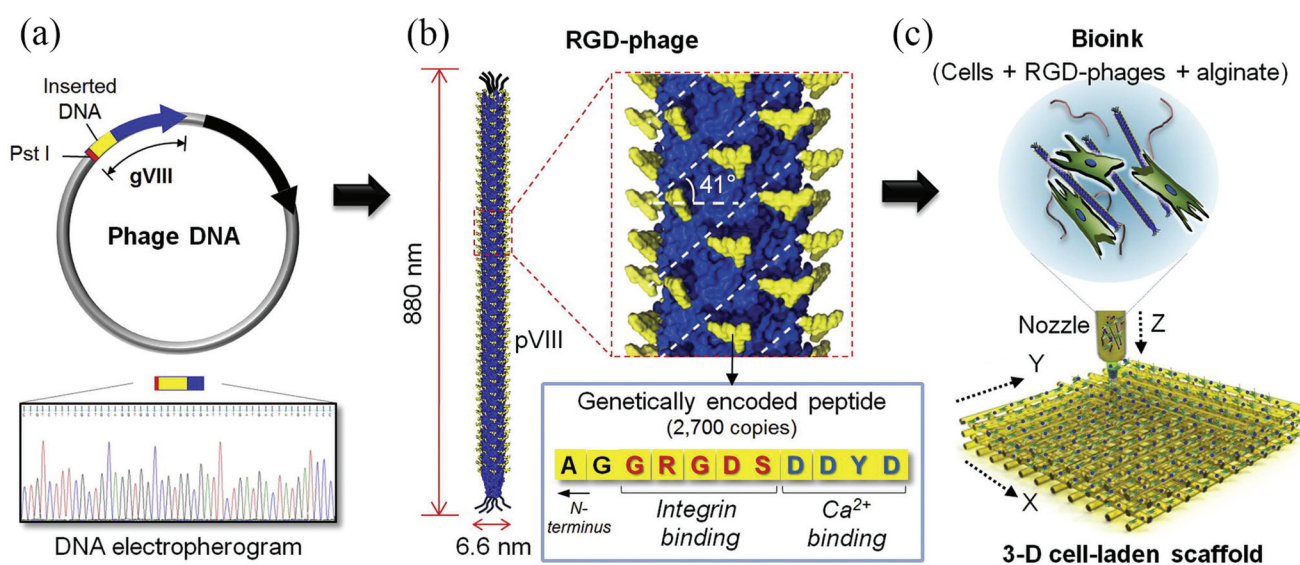 (a)
Inserted
DNA
Pst I
gVIII
Phage DNA
DNA electropherogram
(b)
RGD-phage
880 nm
41°
pVIII
6.6 nm
Genetically encoded peptide
(2,700 copies)
A G G R G D S D D Y D
N-
terminus
Integrin
binding
Ca²⁺
binding
(c)
Bioink
(Cells + RGD-phages + alginate)
Nozzle
Z
Y
X
3-D cell-laden scaffold